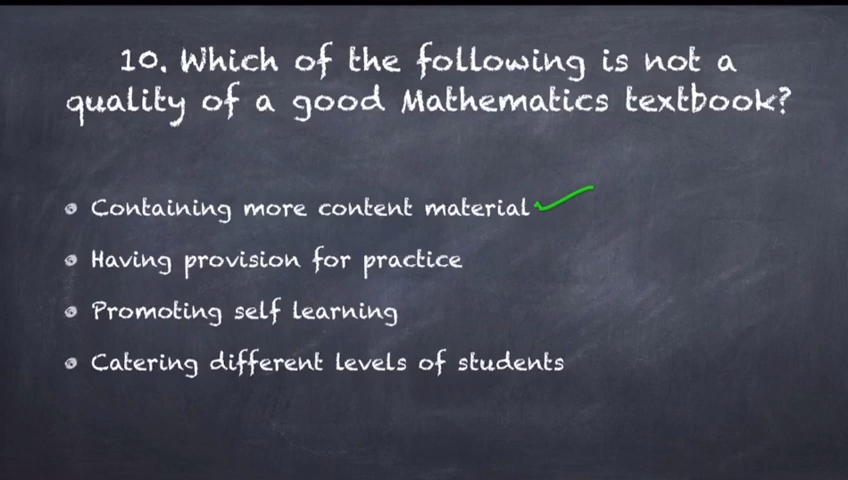 10. Which of the following is not a
quality of a good Mathematics textbook?
Containing more content material
Having provision for practice
Promoting self learning
Catering different levels of students